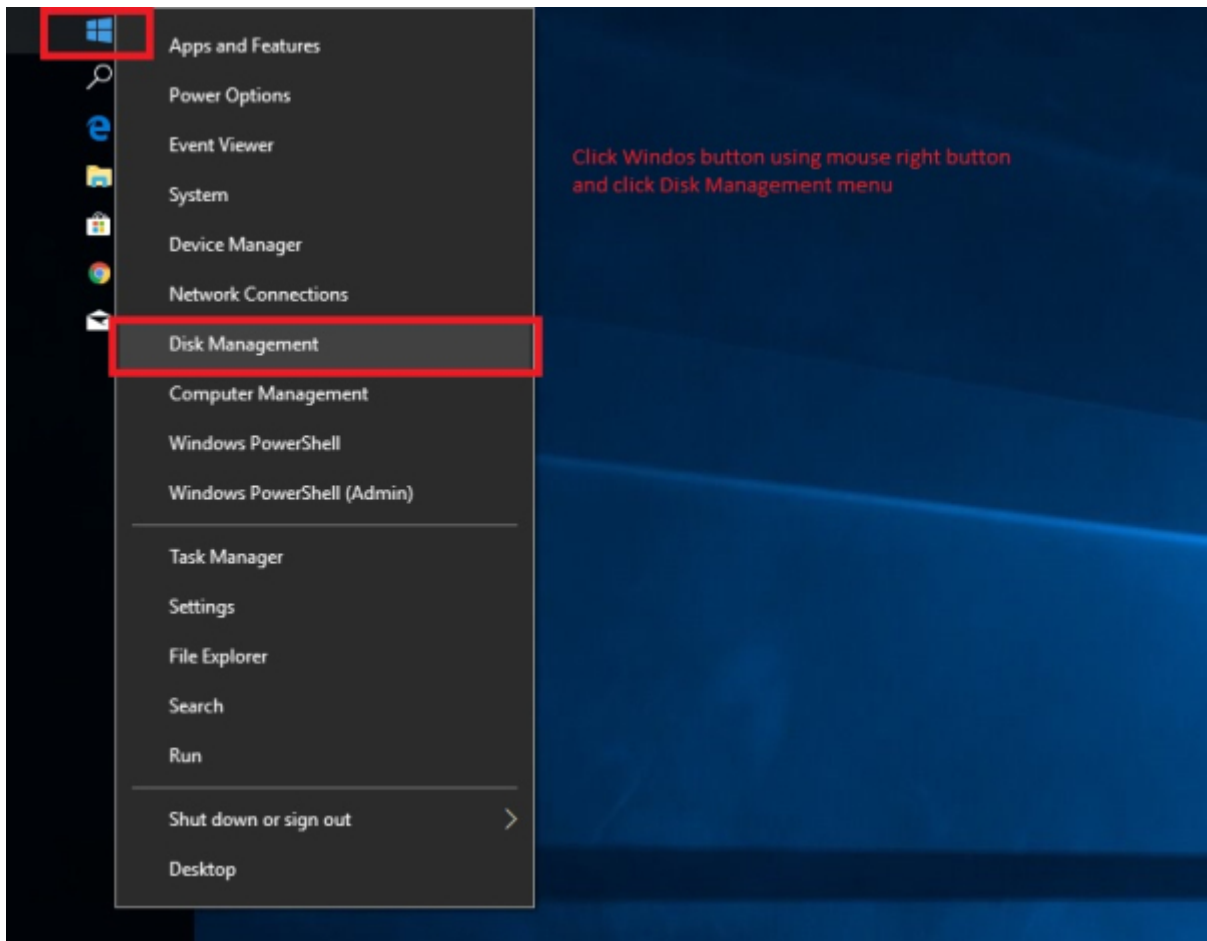 Apps and Features
Power Options
Event Viewer
System
Device Manager
Network Connections
Disk Management
Computer Management
Windows PowerShell
Windows PowerShell (Admin)
Task Manager
Settings
File Explorer
Search
Run
Shut down or sign out
Desktop
Click Windos button using mouse right button
and click Disk Management menu